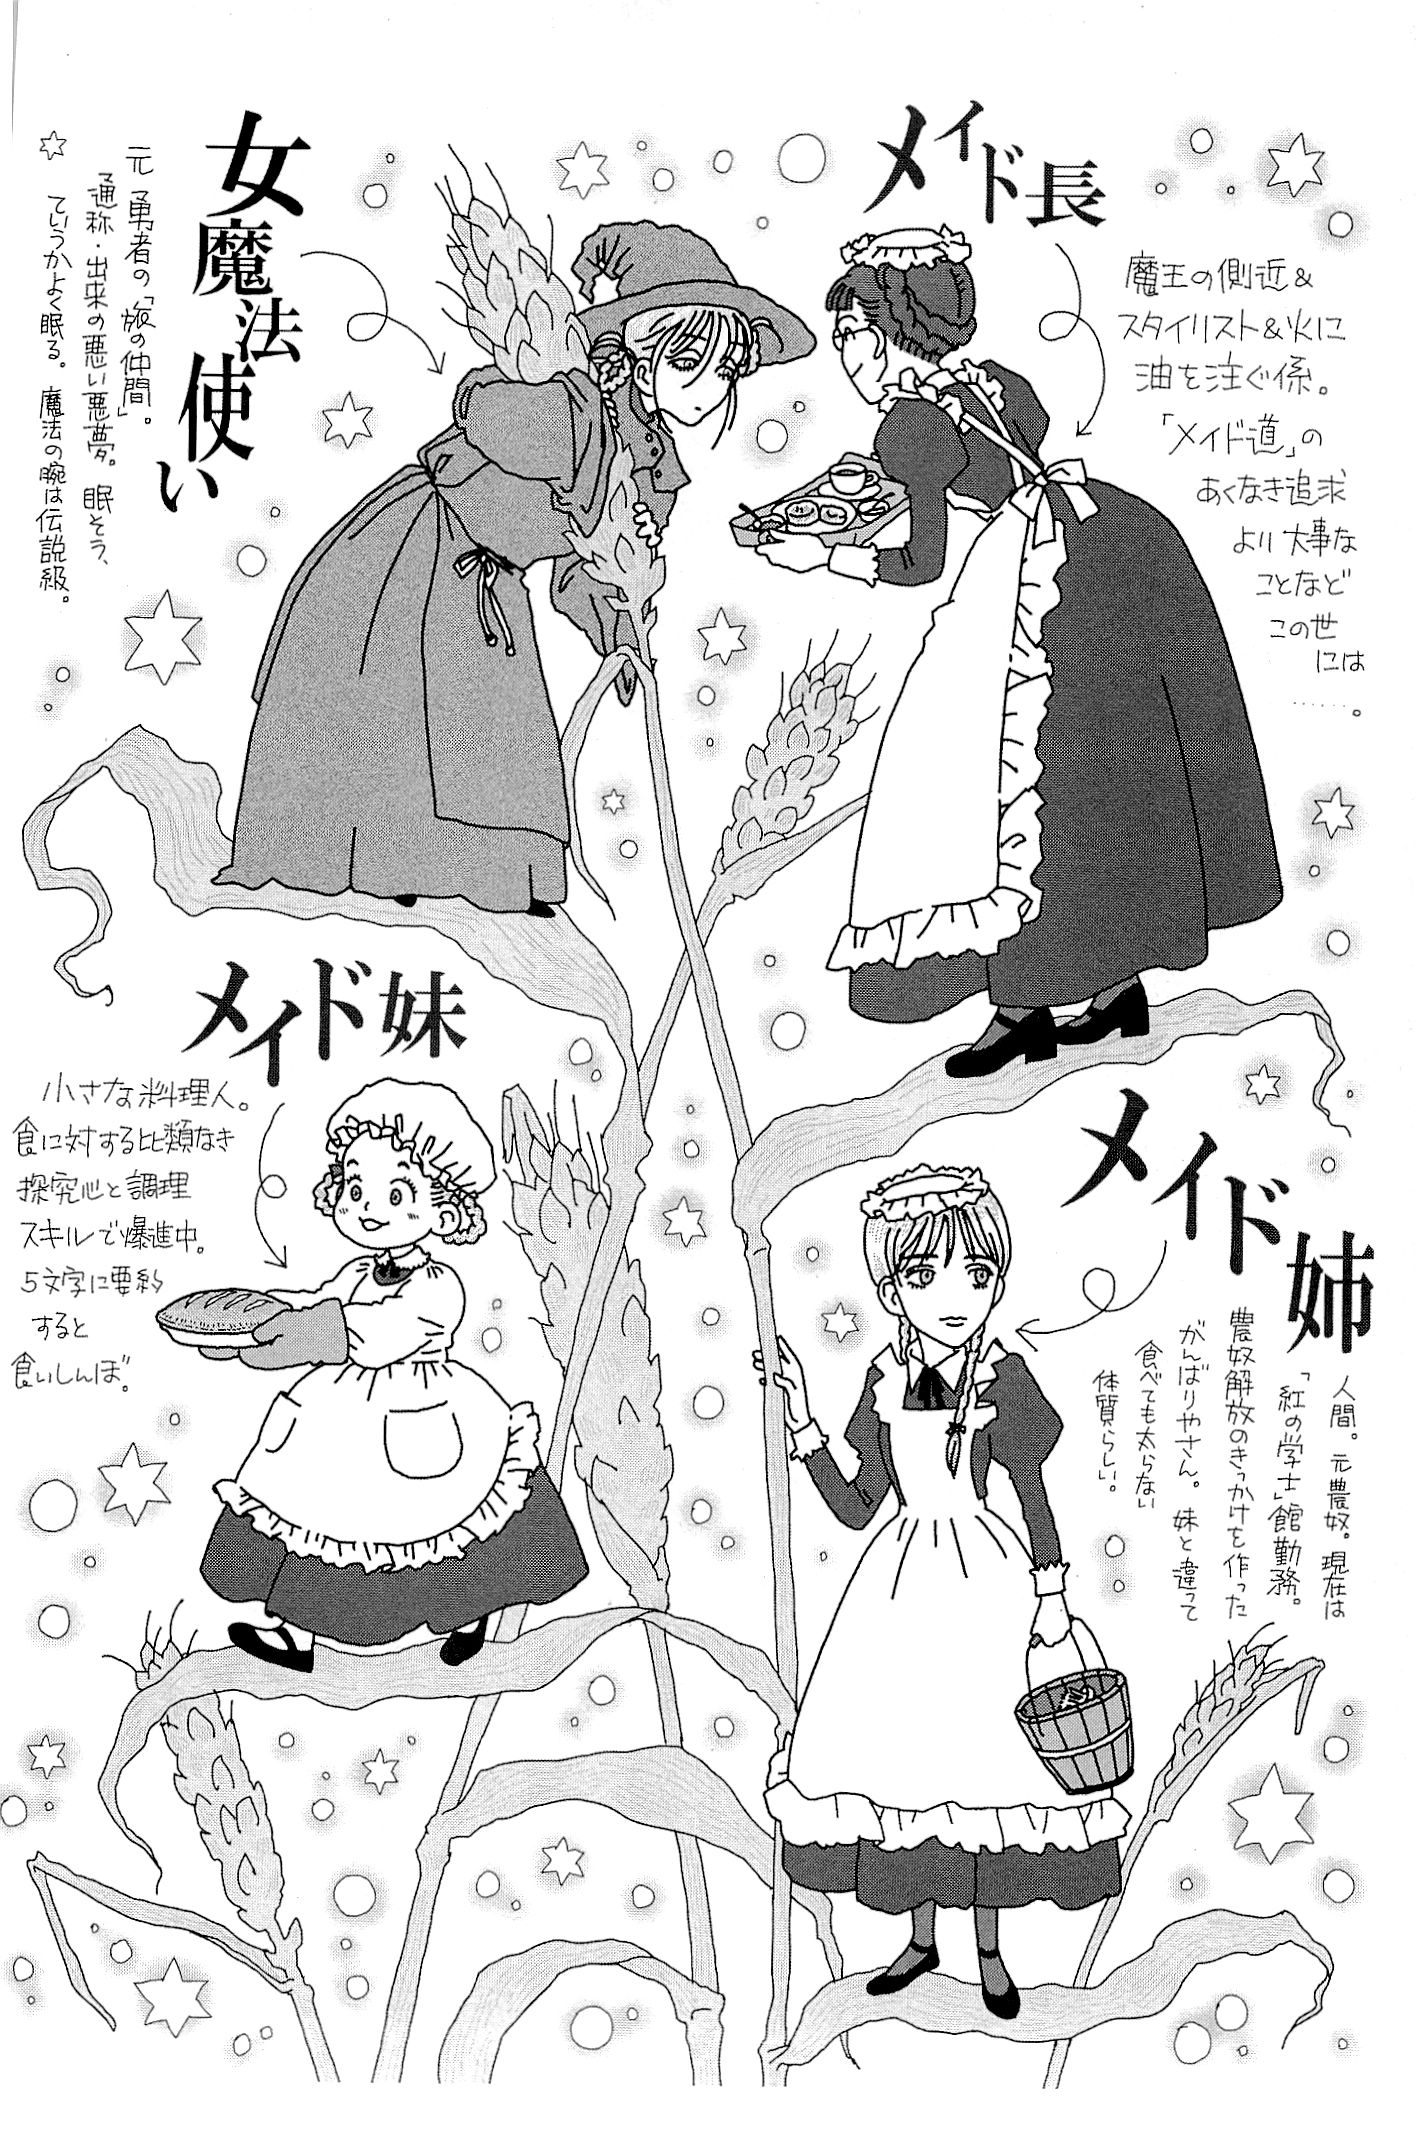 メイド長
魔王の側近&
スタイリスト&火に
油を注ぐ係。
「メイド道」の
あくなき追求
より大事な
ことなど
この世
には
……。
女魔法使い
元 勇者の「旅の仲間」。
通称・出来の悪い悪夢。眠そう、
ていうかよく眠る。魔法の腕は伝説級。
メイド姉
人間。元農奴。現在は
「紅の学士」館勤務。
農奴解放のきっかけを作った
がんばりやさん。妹と違って
食べても太らない
体質らしい。
メイド妹
小さな料理人。
食に対する比類なき
探究心と調理
スキルで爆進中。
5文字に要約
すると
食いしんぼ。